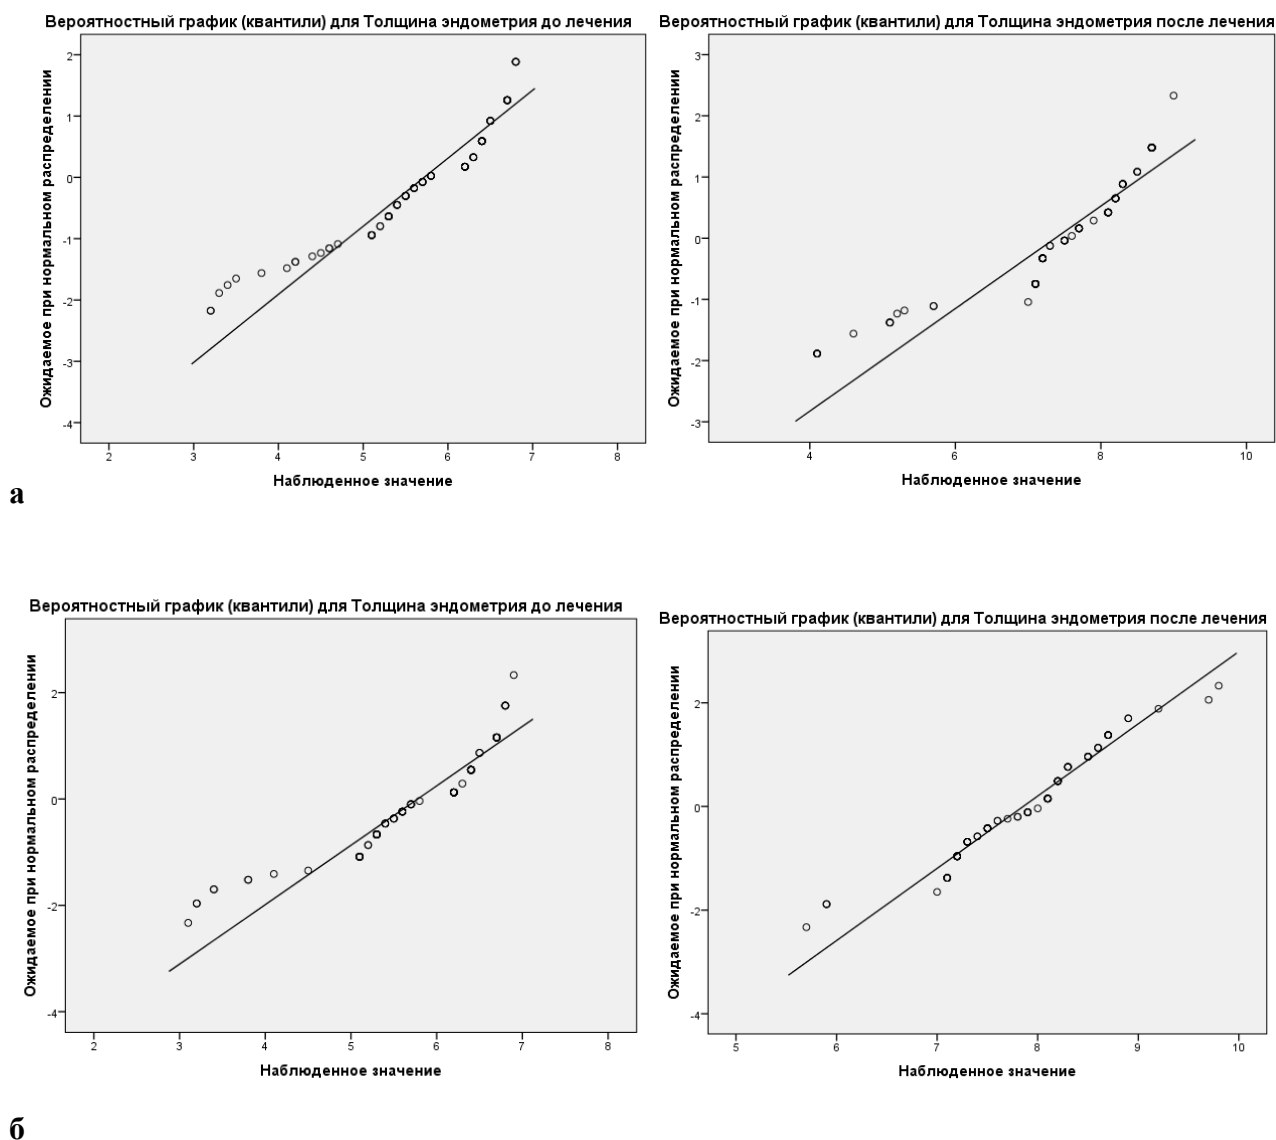 Вероятностный график (квантили) для Толщина эндометрия до лечения
Ожидаемое при нормальном распределении
2
1
0
-1
-2
-3
-4
2 3 4 5 6 7 8
Наблюденное значение
Вероятностный график (квантили) для Толщина эндометрия после лечения
Ожидаемое при нормальном распределении
3
2
1
0
-1
-2
-3
4 6 8 10
Наблюденное значение
а
Вероятностный график (квантили) для Толщина эндометрия до лечения
Ожидаемое при нормальном распределении
2
0
-2
-4
2 3 4 5 6 7 8
Наблюденное значение
Вероятностный график (квантили) для Толщина эндометрия после лечения
Ожидаемое при нормальном распределении
2
0
-2
-4
5 6 7 8 9 10
Наблюденное значение
б